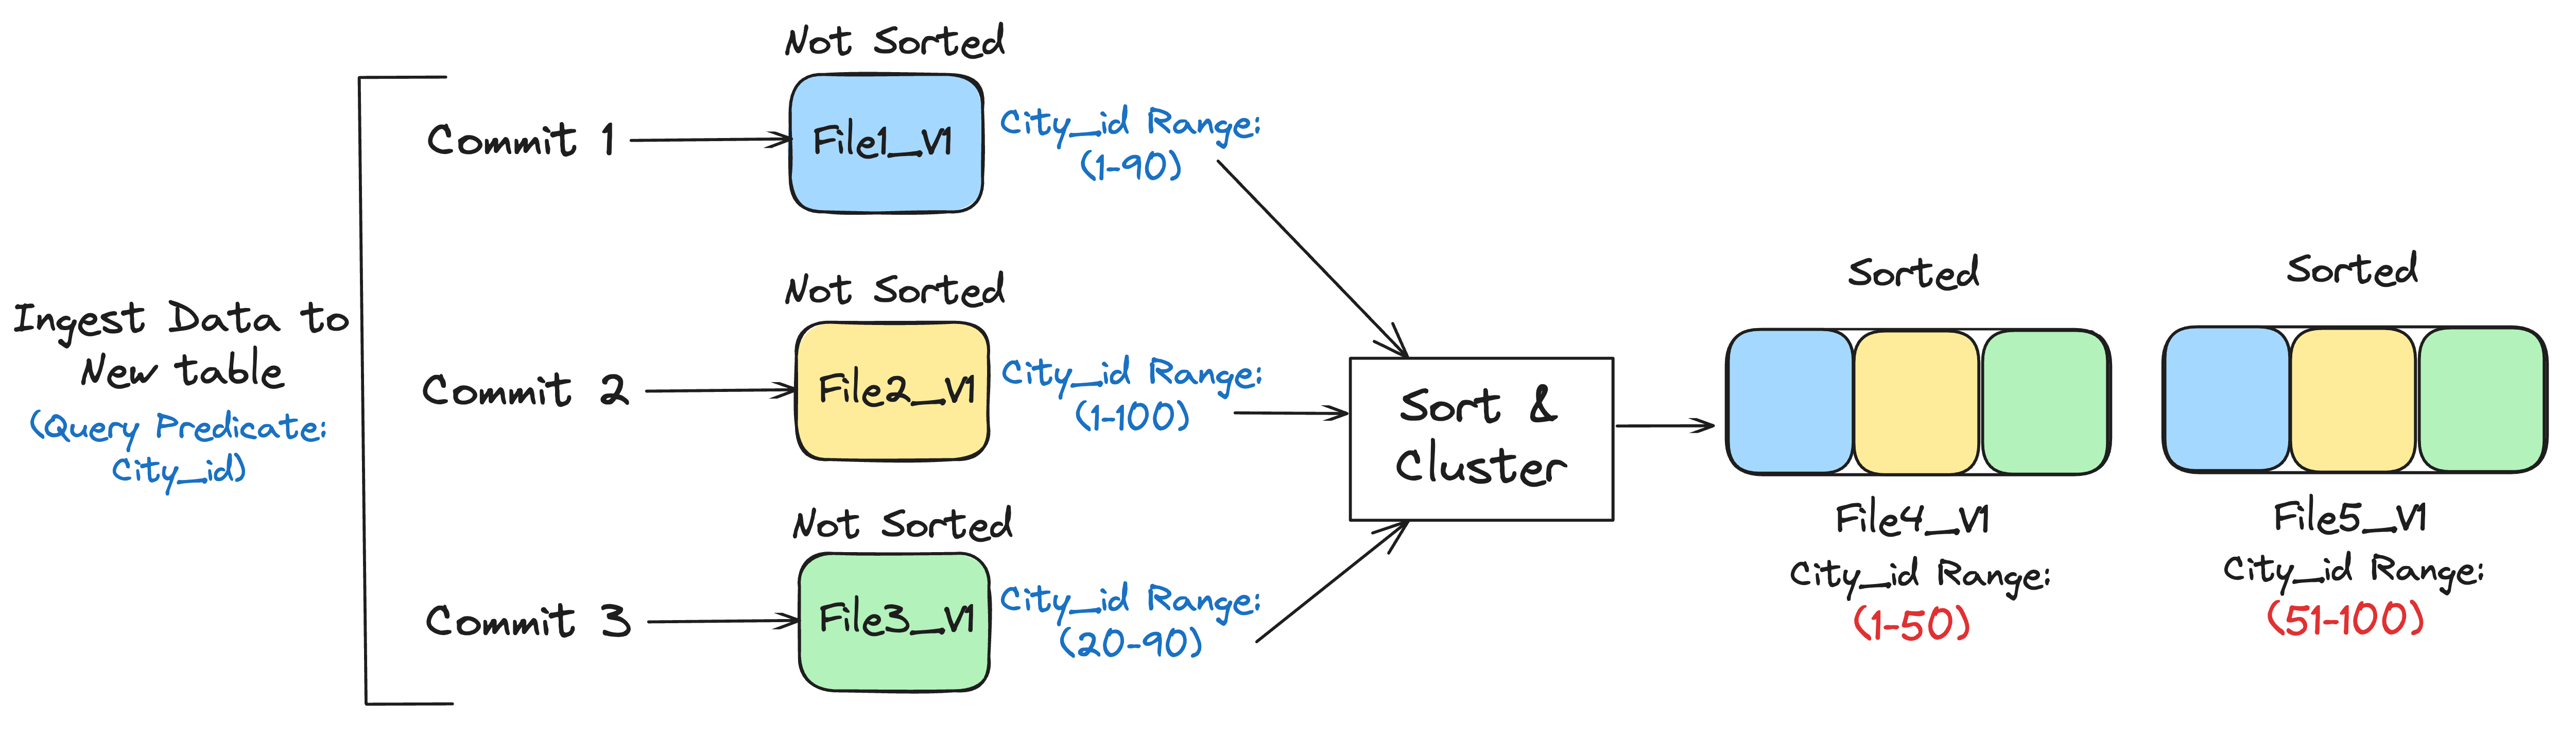 Ingest Data to
New table
(Query Predicate:
City_id)
Commit 1
Not Sorted
File1_V1
City_id Range:
(1-90)
Commit 2
Not Sorted
File2_V1
City_id Range:
(1-100)
Commit 3
Not Sorted
File3_V1
City_id Range:
(20-90)
Sort &
Cluster
Sorted
File4_V1
City_id Range:
(1-50)
Sorted
File5_V1
City_id Range:
(51-100)